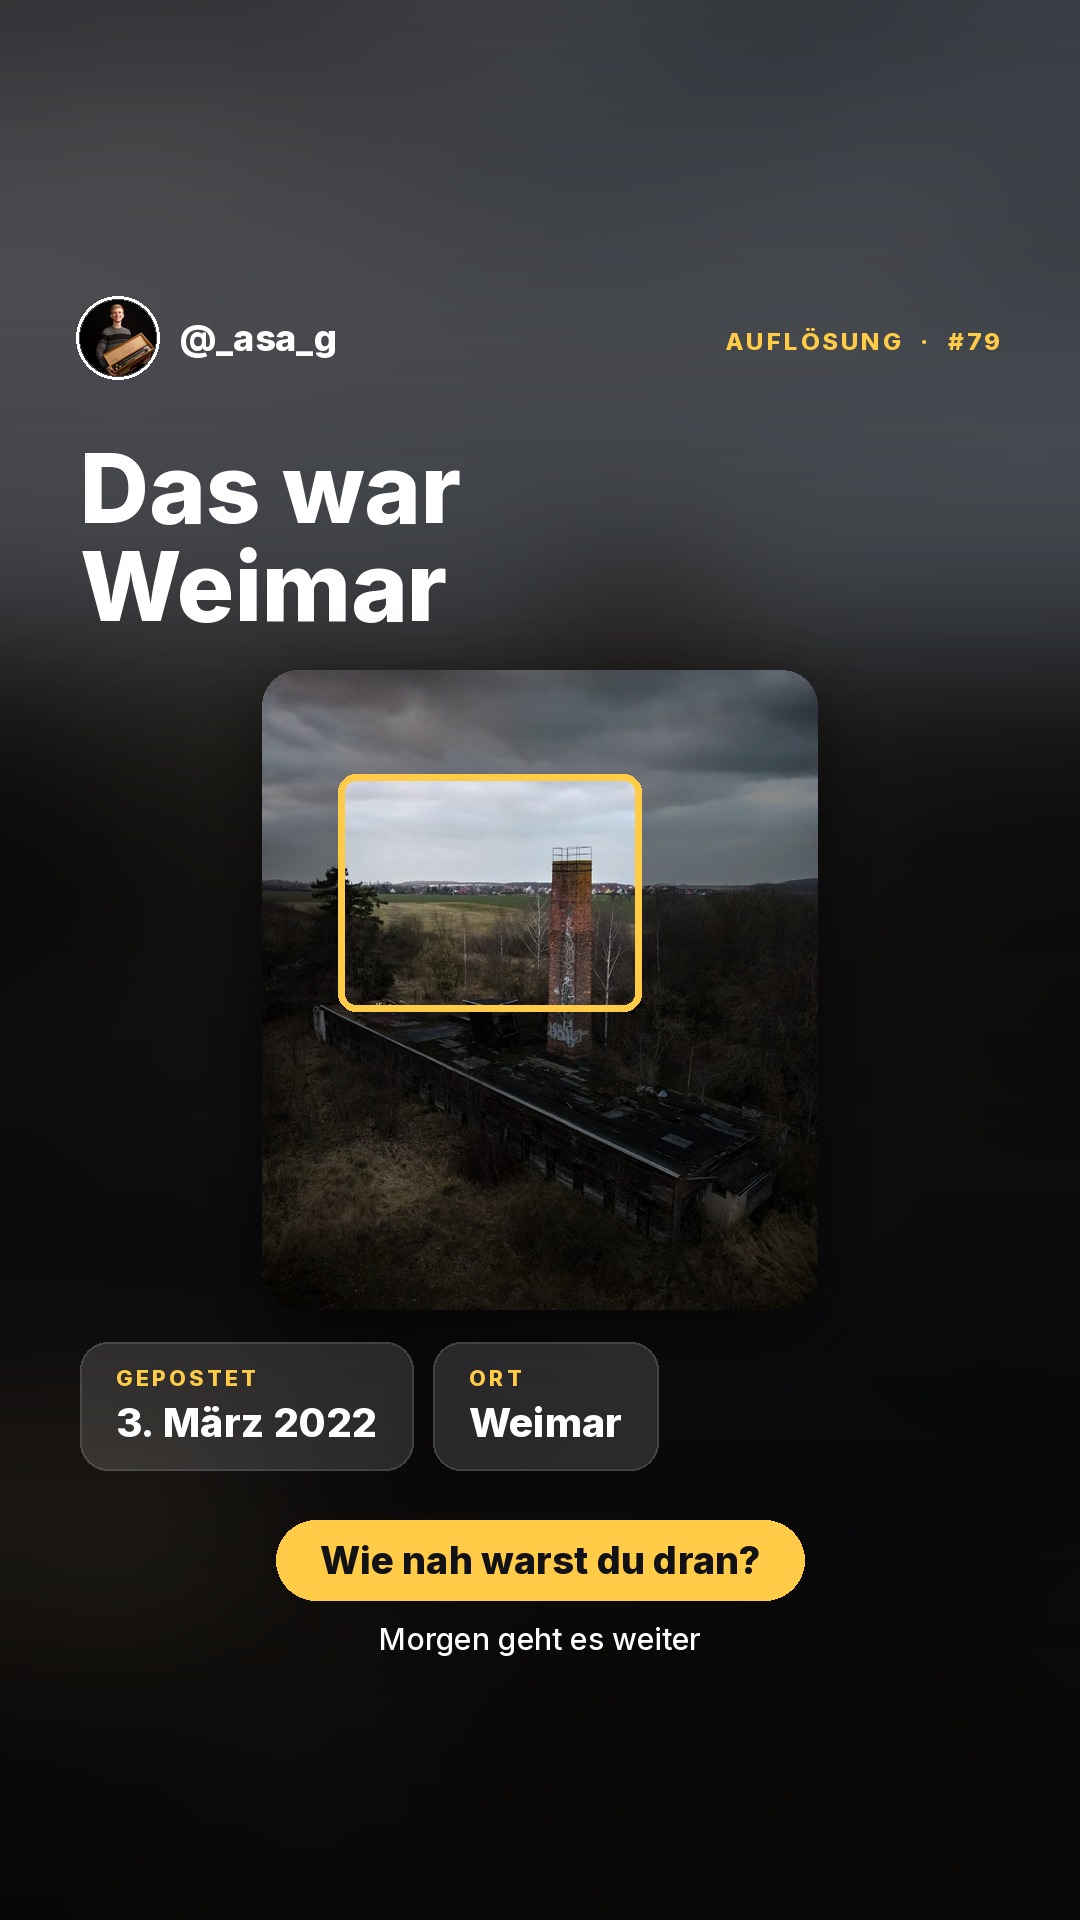 @_asa_g
AUFLÖSUNG · #79
Das war
Weimar
GEPOSTET
3. März 2022
ORT
Weimar
Wie nah warst du dran?
Morgen geht es weiter